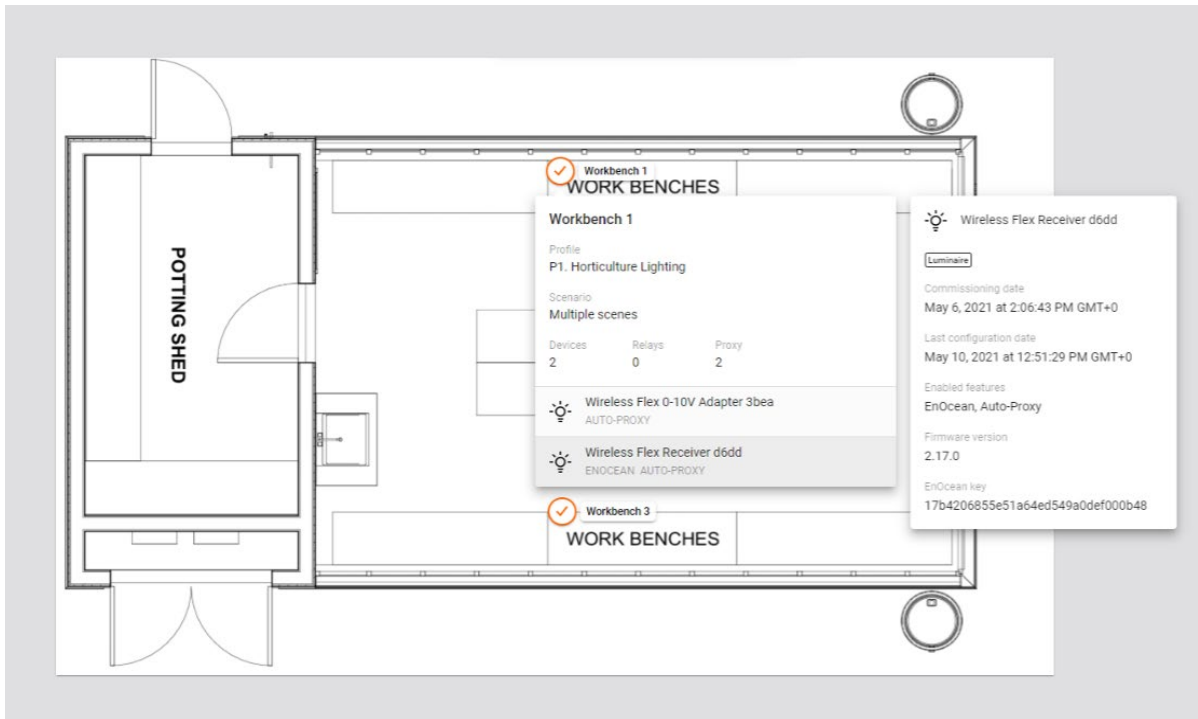 POTTING SHED
Workbench 1
WORK BENCHES
Workbench 1
Profile
P1. Horticulture Lighting
Scenario
Multiple scenes
Devices Relays Proxy
2 0 2
Wireless Flex 0-10V Adapter 3bea
AUTO-PROXY
Wireless Flex Receiver d6dd
ENOCEAN AUTO-PROXY
Wireless Flex Receiver d6dd
Luminaire
Commissioning date
May 6, 2021 at 2:06:43 PM GMT+0
Last configuration date
May 10, 2021 at 12:51:29 PM GMT+0
Enabled features
EnOcean, Auto-Proxy
Firmware version
2.17.0
EnOcean key
17b4206855e51a64ed549a0def000b48
Workbench 3
WORK BENCHES